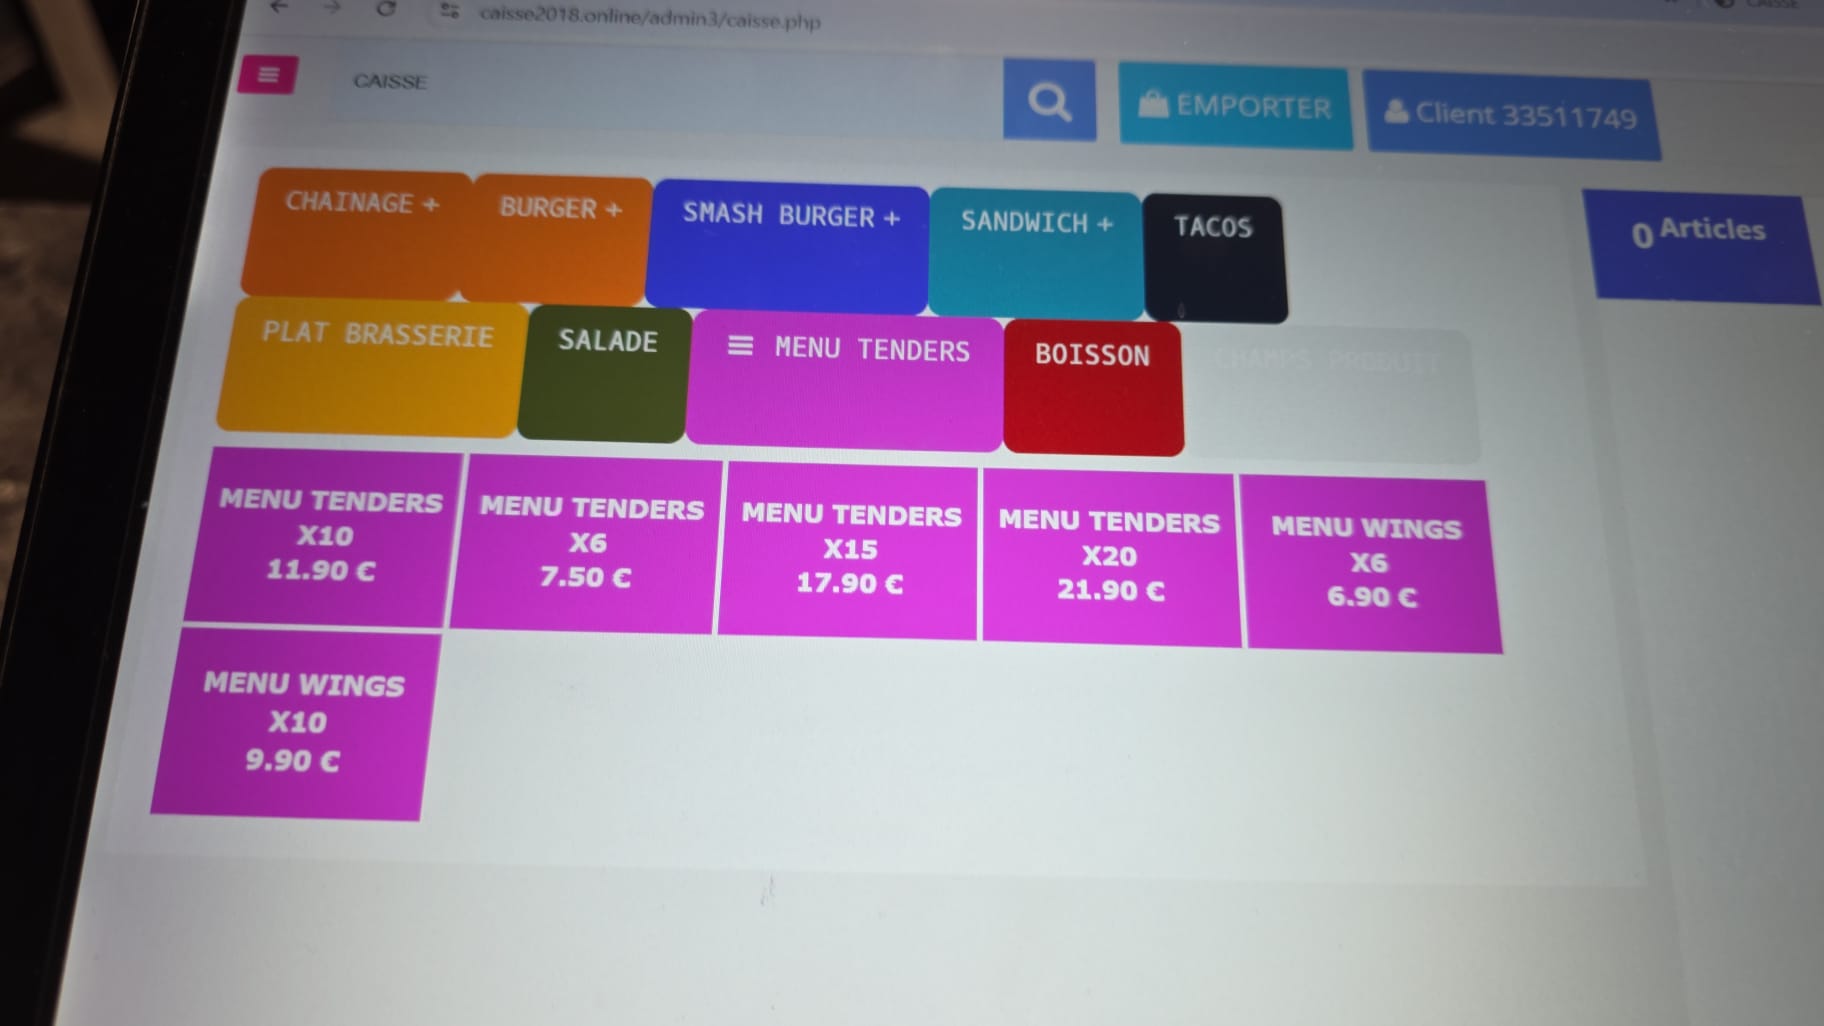 caisse2018.online/admin3/caisse.php
CAISSE
CAISSE
EMPORTER
Client 33511749
CHAINAGE +
BURGER +
SMASH BURGER +
SANDWICH +
TACOS
0 Articles
PLAT BRASSERIE
SALADE
MENU TENDERS
BOISSON
CHAMPS PRODUIT
MENU TENDERS
X10
11.90 €
MENU TENDERS
X6
7.50 €
MENU TENDERS
X15
17.90 €
MENU TENDERS
X20
21.90 €
MENU WINGS
X6
6.90 €
MENU WINGS
X10
9.90 €